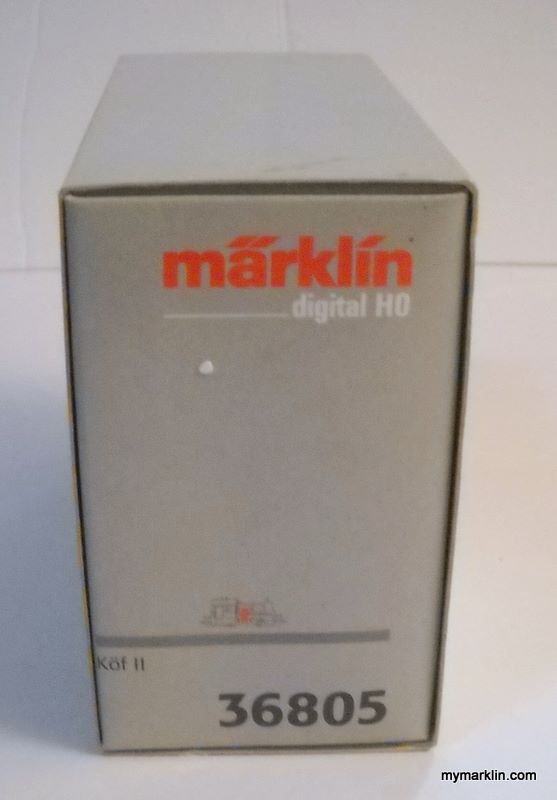 märklin
digital H0
Köf II
36805
mymarklin.com